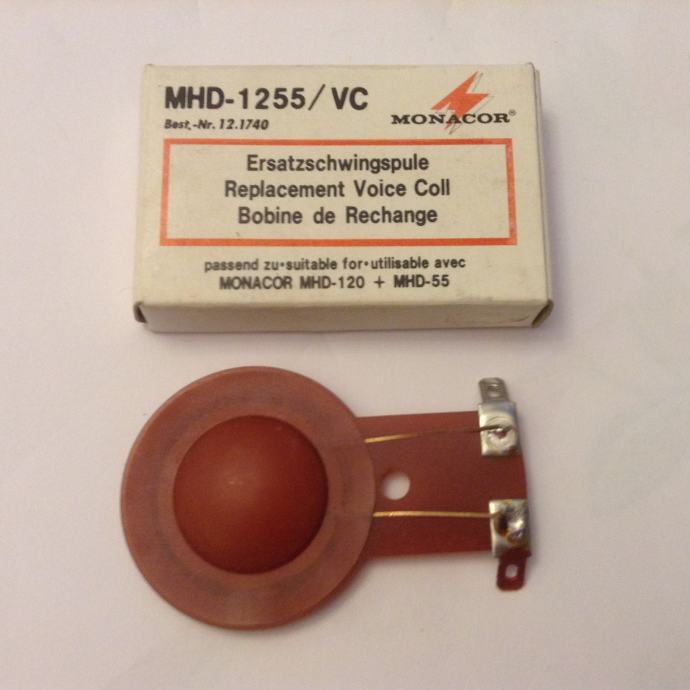 MHD-1255/VC
Best.-Nr. 12.1740
MONACOR®
Ersatzschwingspule
Replacement Voice Coll
Bobine de Rechange
passend zu•suitable for•utilisable avec
MONACOR MHD-120 + MHD-55